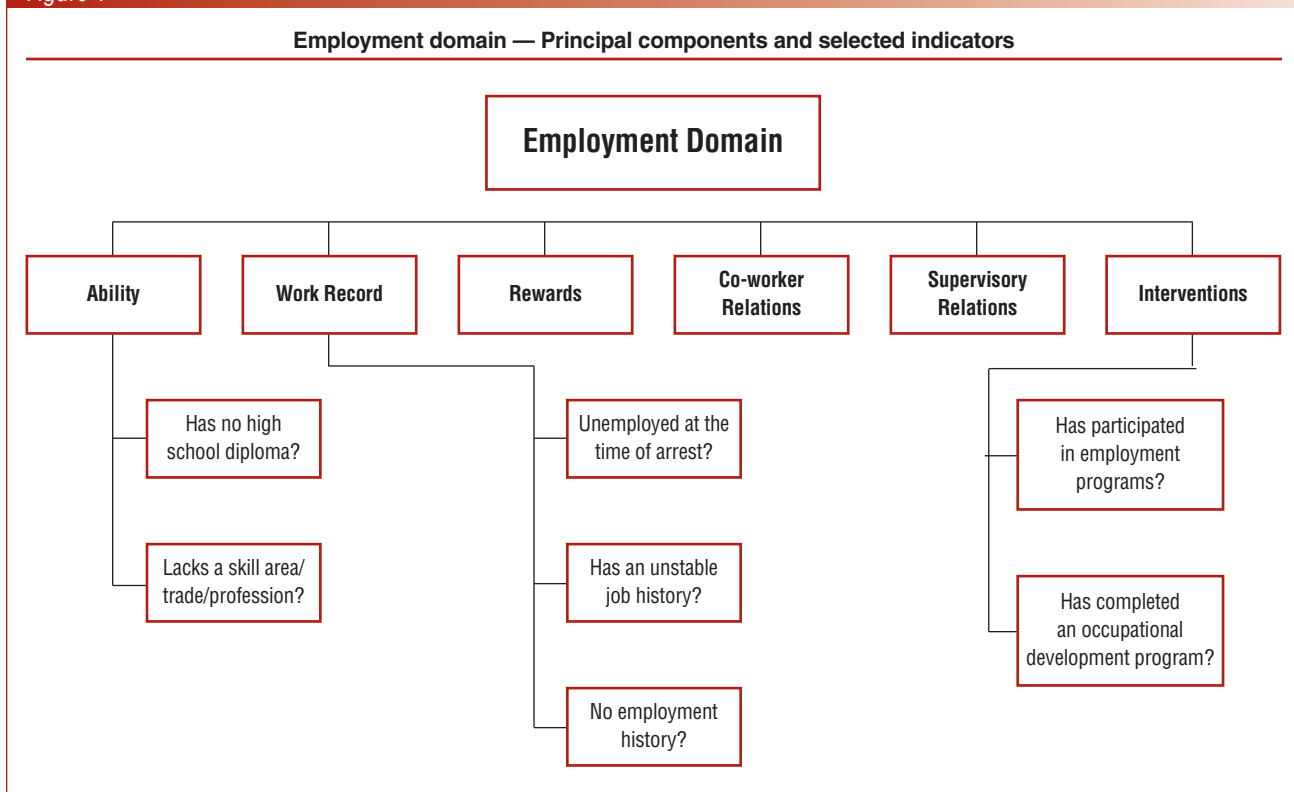 Employment domain — Principal components and selected indicators
Employment Domain
Ability
Work Record
Rewards
Co-worker
Relations
Supervisory
Relations
Interventions
Has no high
school diploma?
Lacks a skill area/
trade/profession?
Unemployed at the
time of arrest?
Has an unstable
job history?
No employment
history?
Has participated
in employment
programs?
Has completed
an occupational
development program?